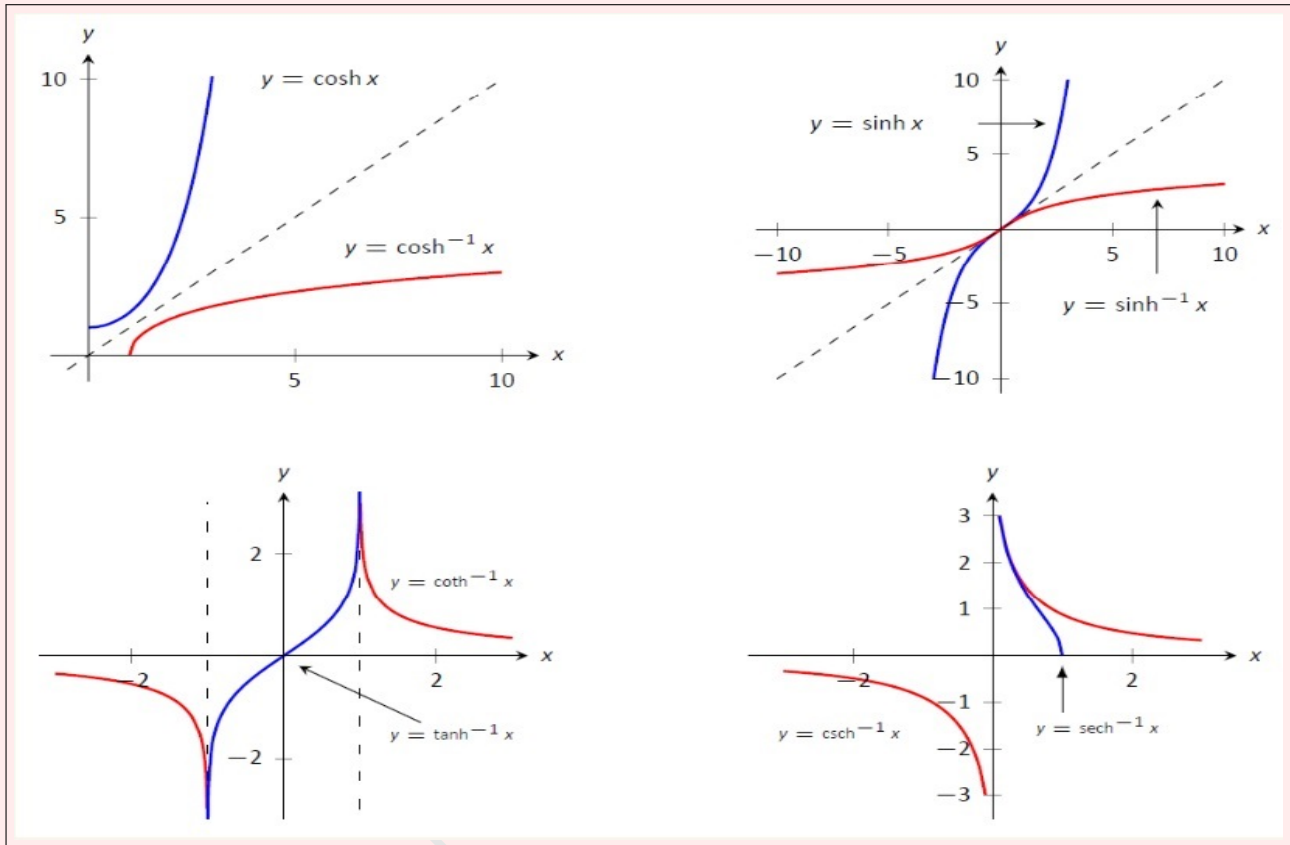 y
10
y = cosh x
5
y = cosh⁻¹ x
x
5
10
y
10
y = sinh x
5
x
−10
−5
5
10
−5
y = sinh⁻¹ x
−10
y
2
y = coth⁻¹ x
x
−2
2
y = tanh⁻¹ x
−2
y
3
2
1
x
−2
2
−1
y = csch⁻¹ x
y = sech⁻¹ x
−2
−3